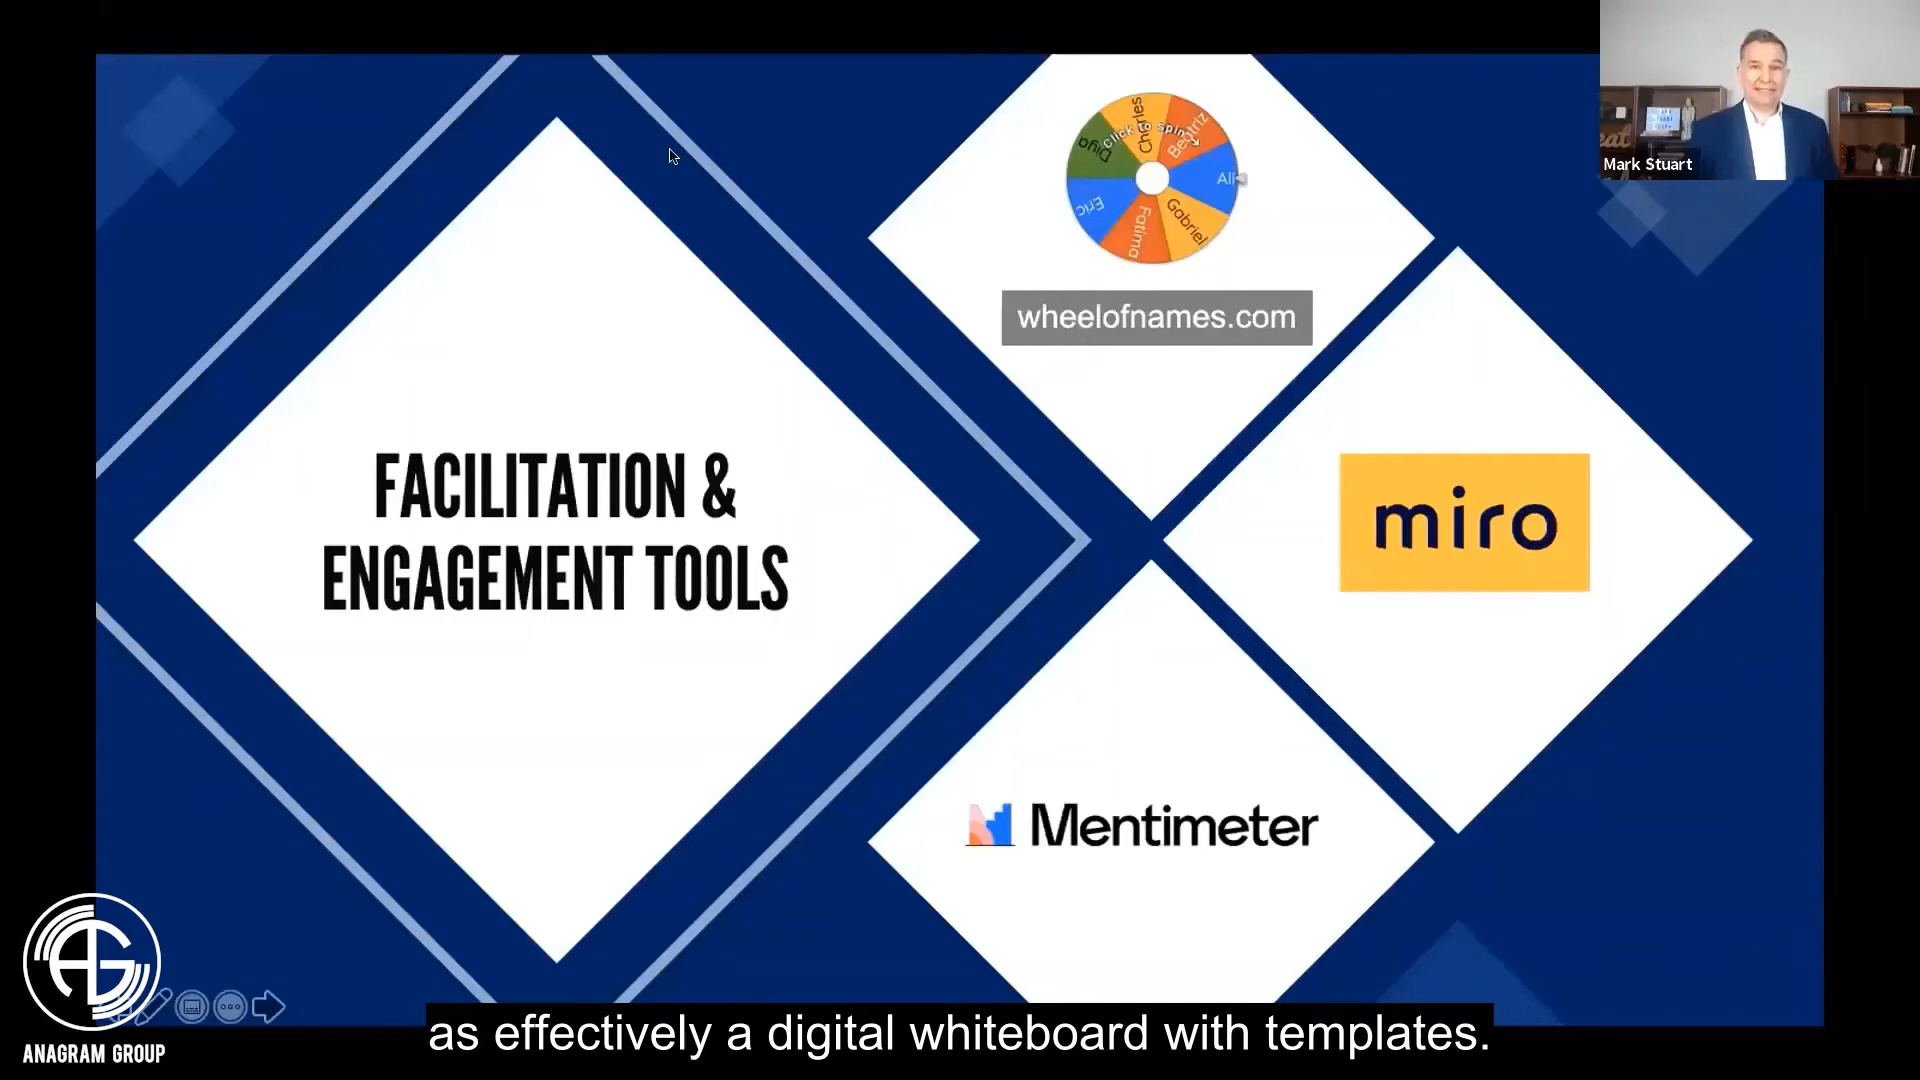 Click to spin
Charles
Beatriz
Diya
Ali
Eric
Gabriel
Fatima
wheelofnames.com
Mark Stuart
FACILITATION &
ENGAGEMENT TOOLS
miro
Mentimeter
AG
ANAGRAM GROUP
as effectively a digital whiteboard with templates.